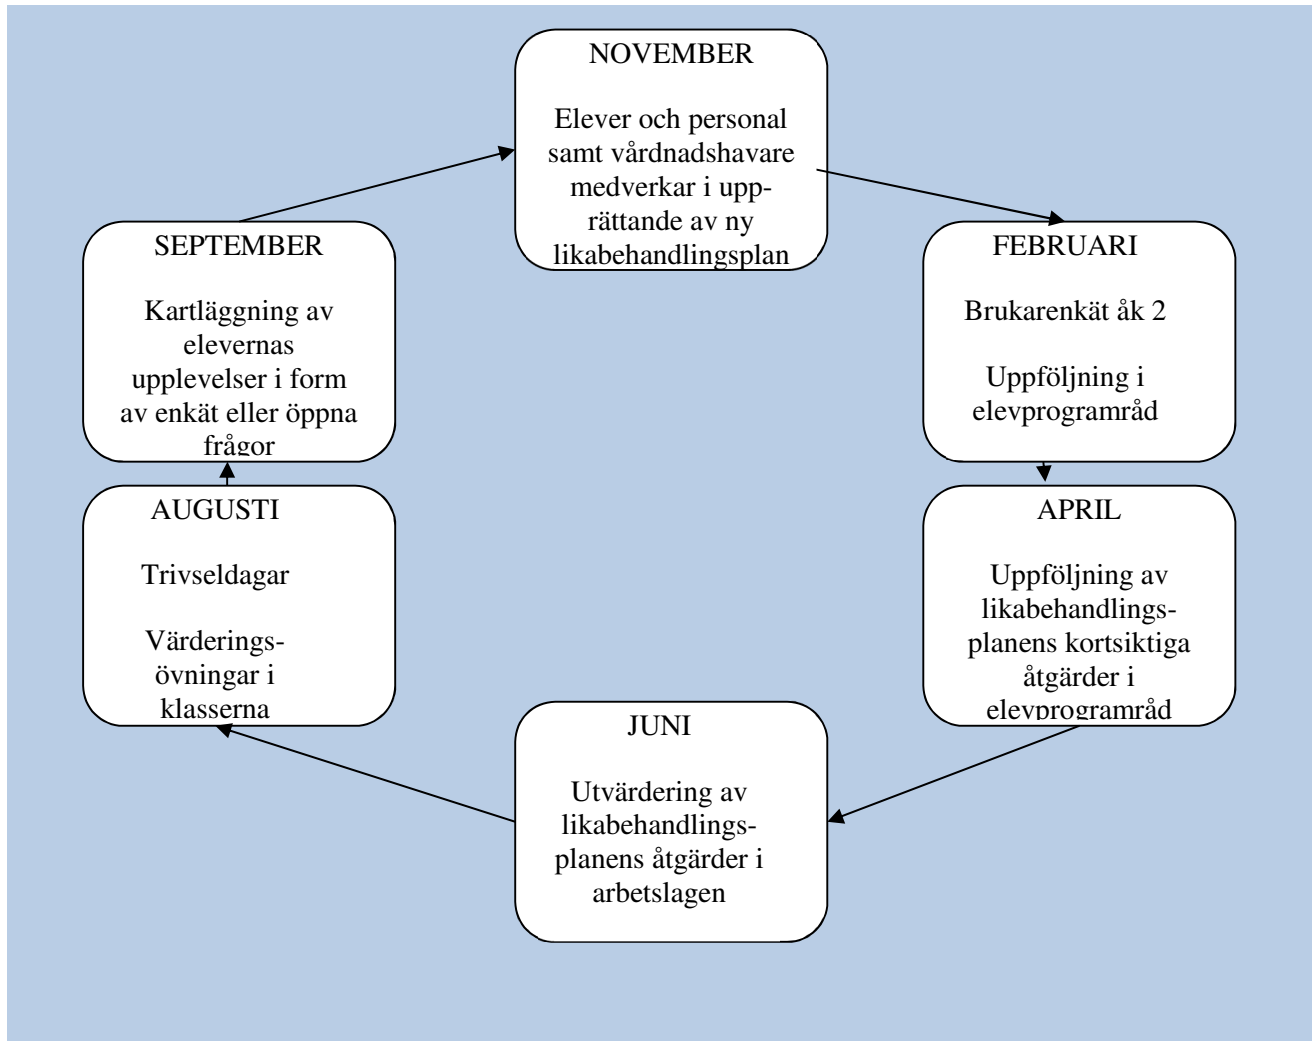 NOVEMBER
Elever och personal
samt vårdnadshavare
medverkar i upp-
rättande av ny
likabehandlingsplan
SEPTEMBER
Kartläggning av
elevernas
upplevelser i form
av enkät eller öppna
frågor
FEBRUARI
Brukarenkät åk 2
Uppföljning i
elevprogramråd
AUGUSTI
Trivseldagar
Värderings-
övningar i
klasserna
APRIL
Uppföljning av
likabehandlings-
planens kortsiktiga
åtgärder i
elevprogramråd
JUNI
Utvärdering av
likabehandlings-
planens åtgärder i
arbetslagen